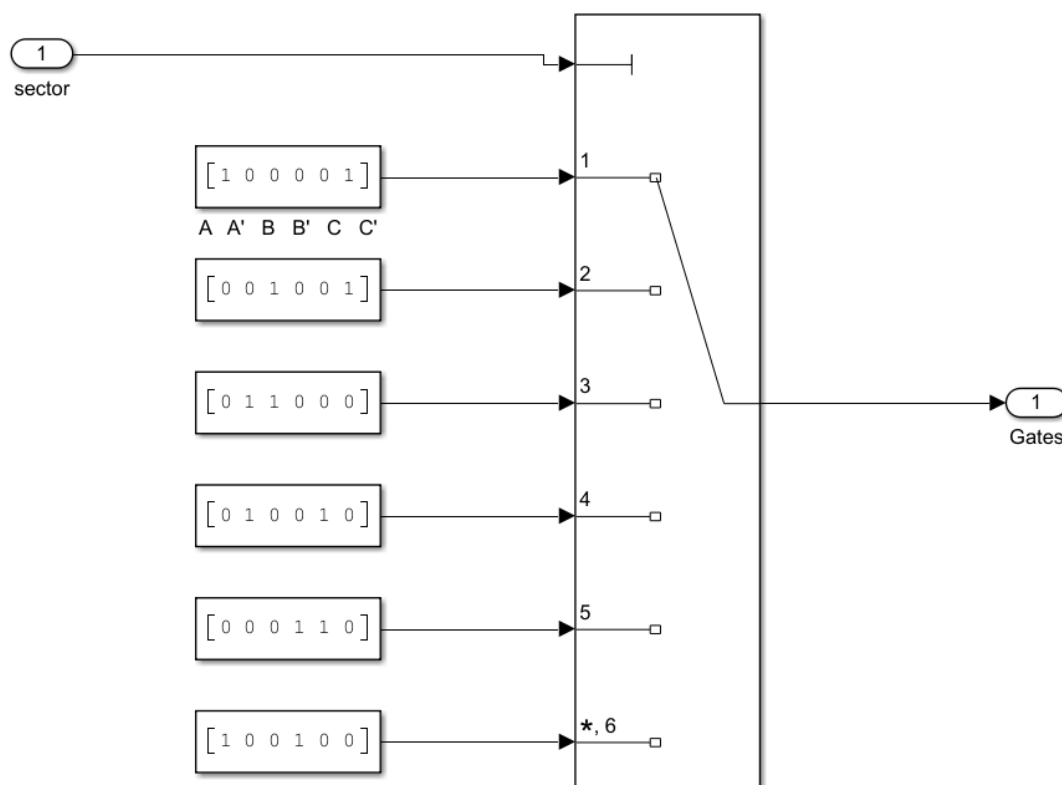 1
sector
1
[1 0 0 0 0 1]
A A' B B' C C'
2
[0 0 1 0 0 1]
3
[0 1 1 0 0 0]
1
Gates
4
[0 1 0 0 1 0]
5
[0 0 0 1 1 0]
*, 6
[1 0 0 1 0 0]